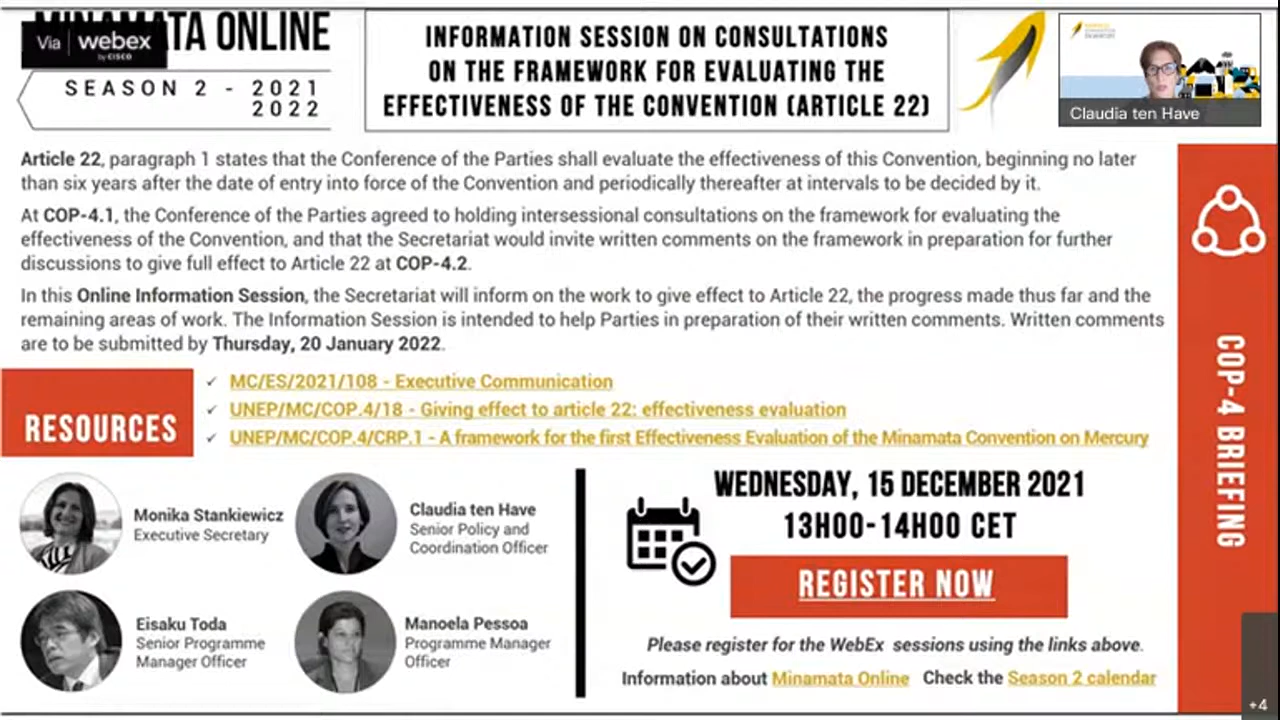 MINAMATA ONLINE
Via webex
by CISCO
SEASON 2 - 2021
2022
INFORMATION SESSION ON CONSULTATIONS
ON THE FRAMEWORK FOR EVALUATING THE
EFFECTIVENESS OF THE CONVENTION (ARTICLE 22)
Claudia ten Have
Article 22, paragraph 1 states that the Conference of the Parties shall evaluate the effectiveness of this Convention, beginning no later
than six years after the date of entry into force of the Convention and periodically thereafter at intervals to be decided by it.
At COP-4.1, the Conference of the Parties agreed to holding intersessional consultations on the framework for evaluating the
effectiveness of the Convention, and that the Secretariat would invite written comments on the framework in preparation for further
discussions to give full effect to Article 22 at COP-4.2.
In this Online Information Session, the Secretariat will inform on the work to give effect to Article 22, the progress made thus far and the
remaining areas of work. The Information Session is intended to help Parties in preparation of their written comments. Written comments
are to be submitted by Thursday, 20 January 2022.
COP-4 BRIEFING
RESOURCES
✓ MC/ES/2021/108 - Executive Communication
✓ UNEP/MC/COP.4/18 - Giving effect to article 22: effectiveness evaluation
✓ UNEP/MC/COP.4/CRP.1 - A framework for the first Effectiveness Evaluation of the Minamata Convention on Mercury
Monika Stankiewicz
Executive Secretary
Claudia ten Have
Senior Policy and
Coordination Officer
Eisaku Toda
Senior Programme
Manager Officer
Manoela Pessoa
Programme Manager
Officer
WEDNESDAY, 15 DECEMBER 2021
13H00-14H00 CET
REGISTER NOW
Please register for the WebEx sessions using the links above.
Information about Minamata Online Check the Season 2 calendar
+4